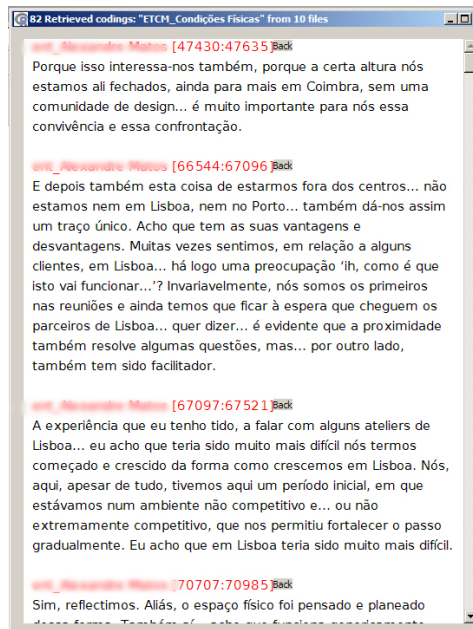 82 Retrieved codings: "ETCM_Condições Físicas" from 10 files
[47430:47635]Back
Porque isso interessa-nos também, porque a certa altura nós
estamos ali fechados, ainda para mais em Coimbra, sem uma
comunidade de design... é muito importante para nós essa
convivência e essa confrontação.
[66544:67096]Back
E depois também esta coisa de estarmos fora dos centros... não
estamos nem em Lisboa, nem no Porto... também dá-nos assim
um traço único. Acho que tem as suas vantagens e
desvantagens. Muitas vezes sentimos, em relação a alguns
clientes, em Lisboa... há logo uma preocupação ‘ih, como é que
isto vai funcionar...’? Invariavelmente, nós somos os primeiros
nas reuniões e ainda temos que ficar à espera que cheguem os
parceiros de Lisboa... quer dizer... é evidente que a proximidade
também resolve algumas questões, mas... por outro lado,
também tem sido facilitador.
[67097:67521]Back
A experiência que eu tenho tido, a falar com alguns ateliers de
Lisboa... eu acho que teria sido muito mais difícil nós termos
começado e crescido da forma como crescemos em Lisboa. Nós,
aqui, apesar de tudo, tivemos aqui um período inicial, em que
estávamos num ambiente não competitivo e... ou não
extremamente competitivo, que nos permitiu fortalecer o passo
gradualmente. Eu acho que em Lisboa teria sido muito mais difícil.
[70707:70985]Back
Sim, reflectimos. Aliás, o espaço físico foi pensado e planeado